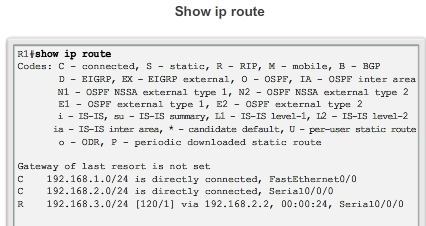 Show ip route
R1#show ip route
Codes: C - connected, S - static, R - RIP, M - mobile, B - BGP
D - EIGRP, EX - EIGRP external, O - OSPF, IA - OSPF inter area
N1 - OSPF NSSA external type 1, N2 - OSPF NSSA external type 2
E1 - OSPF external type 1, E2 - OSPF external type 2
i - IS-IS, su - IS-IS summary, L1 - IS-IS level-1, L2 - IS-IS level-2
ia - IS-IS inter area, * - candidate default, U - per-user static route
o - ODR, P - periodic downloaded static route
Gateway of last resort is not set
C 192.168.1.0/24 is directly connected, FastEthernet0/0
C 192.168.2.0/24 is directly connected, Serial0/0/0
R 192.168.3.0/24 [120/1] via 192.168.2.2, 00:00:24, Serial0/0/0